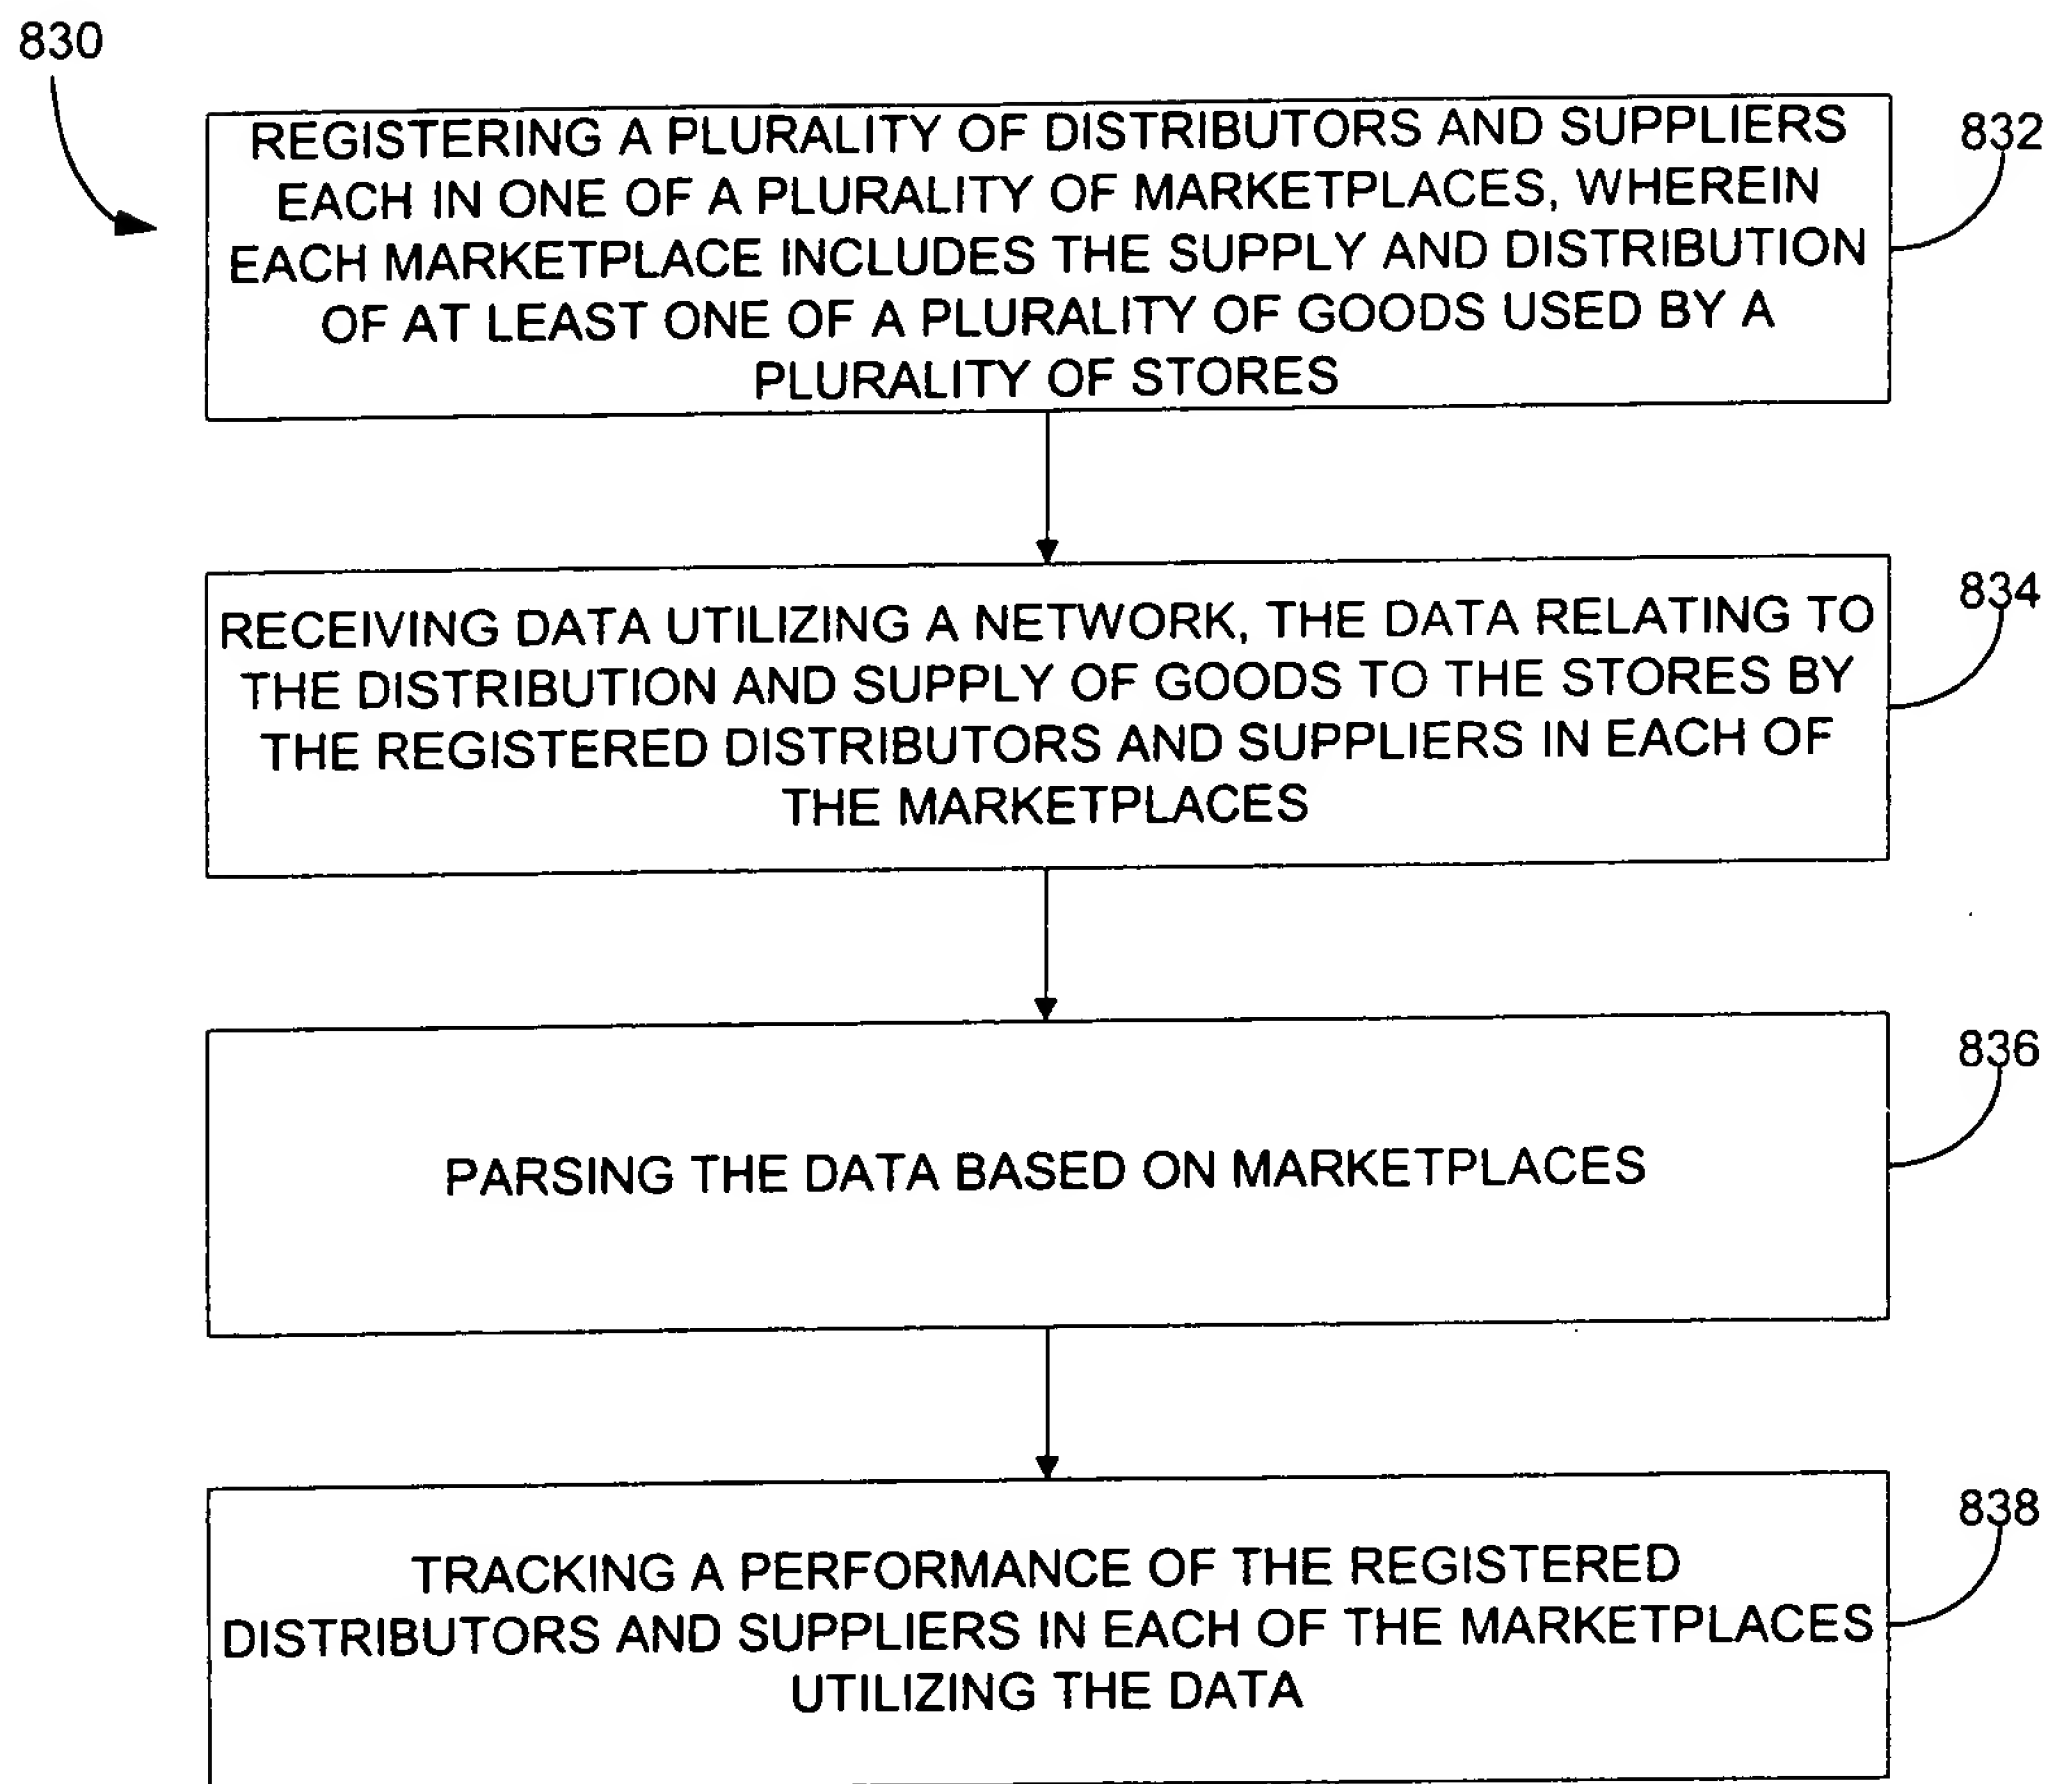 830
REGISTERING A PLURALITY OF DISTRIBUTORS AND SUPPLIERS
832
EACH IN ONE OF A PLURALITY OF MARKETPLACES, WHEREIN
EACH MARKETPLACE INCLUDES THE SUPPLY AND DISTRIBUTION
OF AT LEAST ONE OF A PLURALITY OF GOODS USED BY A
PLURALITY OF STORES
834
RECEIVING DATA UTILIZING A NETWORK, THE DATA RELATING TO
THE DISTRIBUTION AND SUPPLY OF GOODS TO THE STORES BY
THE REGISTERED DISTRIBUTORS AND SUPPLIERS IN EACH OF
THE MARKETPLACES
836
PARSING THE DATA BASED ON MARKETPLACES
838
TRACKING A PERFORMANCE OF THE REGISTERED
DISTRIBUTORS AND SUPPLIERS IN EACH OF THE MARKETPLACES
UTILIZING THE DATA